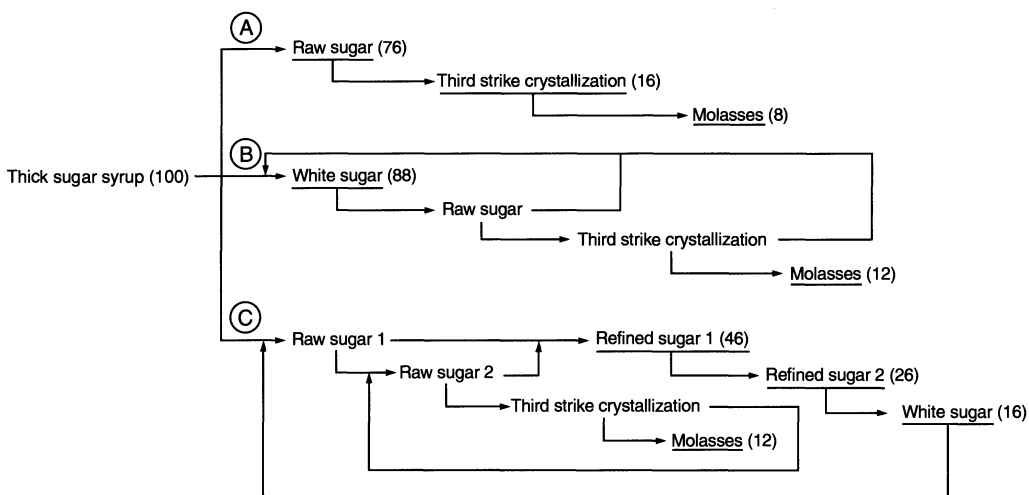 A
Raw sugar (76)
Third strike crystallization (16)
Molasses (8)
B
Thick sugar syrup (100)
White sugar (88)
Raw sugar
Third strike crystallization
Molasses (12)
C
Raw sugar 1
Refined sugar 1 (46)
Raw sugar 2
Refined sugar 2 (26)
Third strike crystallization
White sugar (16)
Molasses (12)